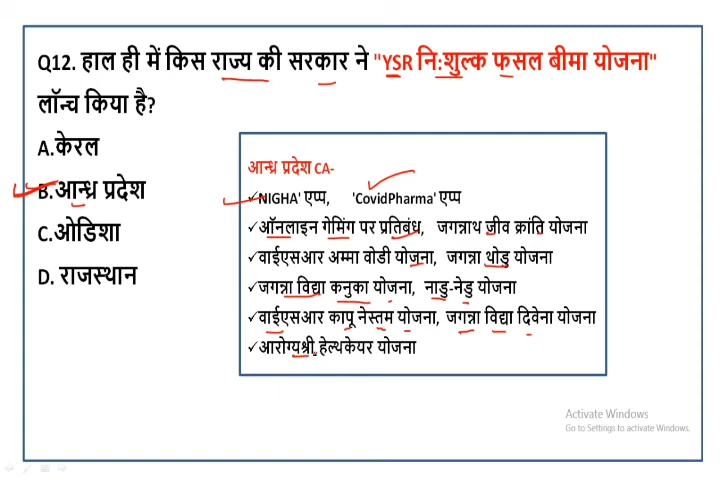 Q12. हाल ही में किस राज्य की सरकार ने "YSR नि:शुल्क फसल बीमा योजना"
लॉन्च किया है?
A.केरल
B.आन्ध्र प्रदेश
C.ओडिशा
D. राजस्थान
आन्ध्र प्रदेश CA-
✓NIGHA' एप्प, 'CovidPharma' एप्प
✓ऑनलाइन गेमिंग पर प्रतिबंध, जगन्नाथ जीव क्रांति योजना
✓वाईएसआर अम्मा वोडी योजना, जगन्ना थोडु योजना
✓जगन्ना विद्या कनुका योजना, नाडु-नेडु योजना
✓वाईएसआर कापू नेस्तम योजना, जगन्ना विद्या दिवेना योजना
✓आरोग्यश्री हेल्थकेयर योजना
Activate Windows
Go to Settings to activate Windows.